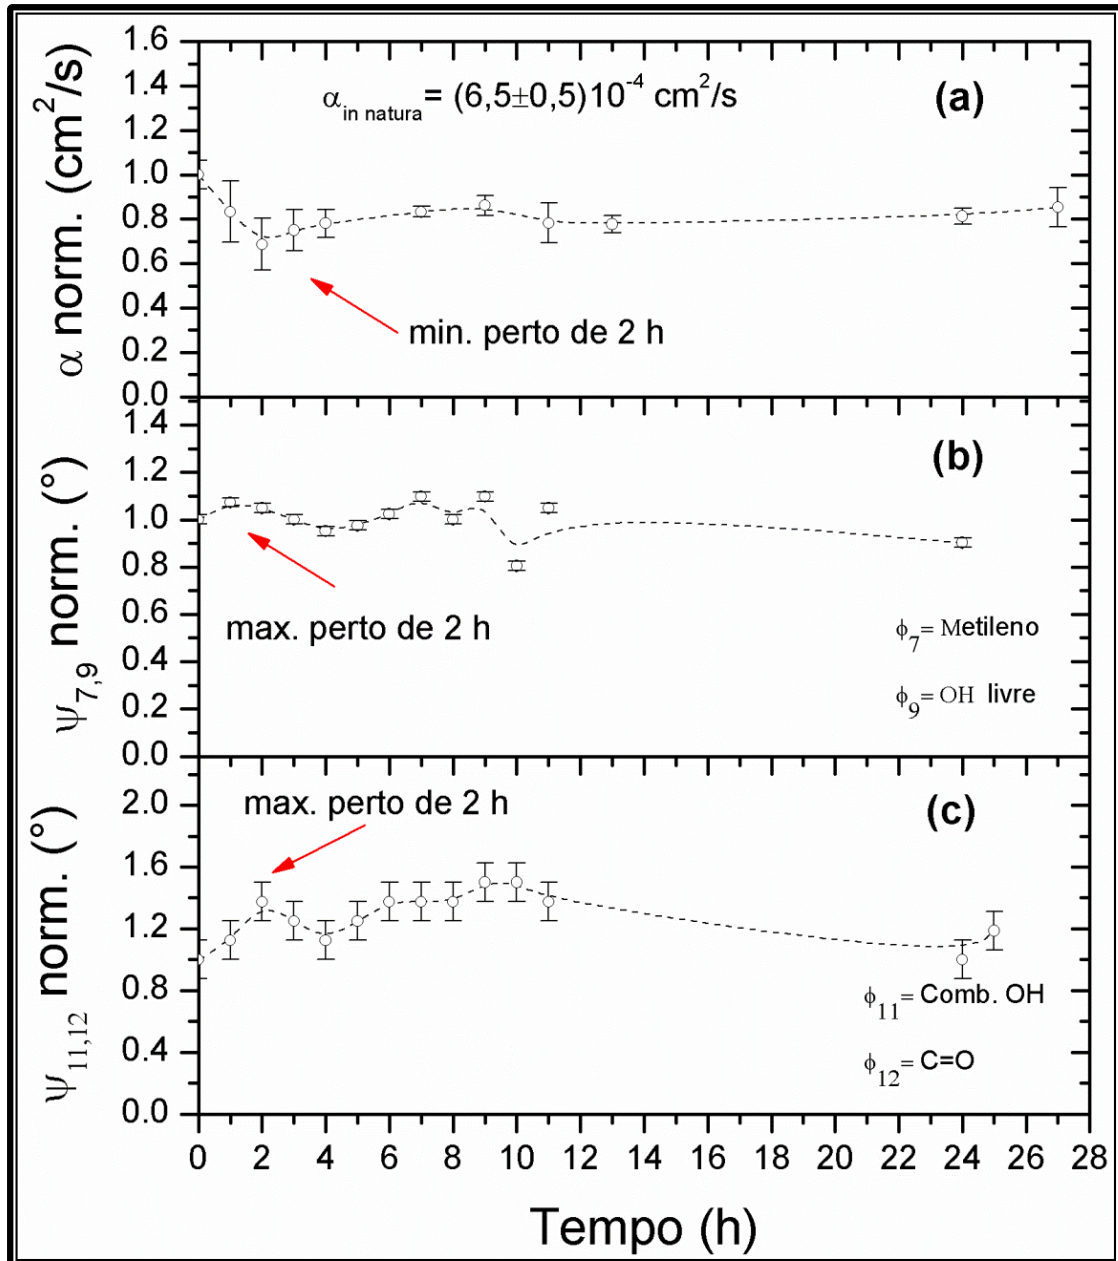 1.6
1.4
1.2
1.0
0.8
0.6
0.4
0.2
0.0
α norm. (cm²/s)
α in natura = (6,5±0,5)10⁻⁴ cm²/s
(a)
min. perto de 2 h
1.4
1.2
1.0
0.8
0.6
0.4
0.2
0.0
Ψ7,9 norm. (°)
(b)
max. perto de 2 h
ϕ7= Metileno
ϕ9= OH livre
2.0
1.6
1.2
0.8
0.4
0.0
Ψ11,12 norm. (°)
max. perto de 2 h
(c)
ϕ11= Comb. OH
ϕ12= C=O
0 2 4 6 8 10 12 14 16 18 20 22 24 26 28
Tempo (h)